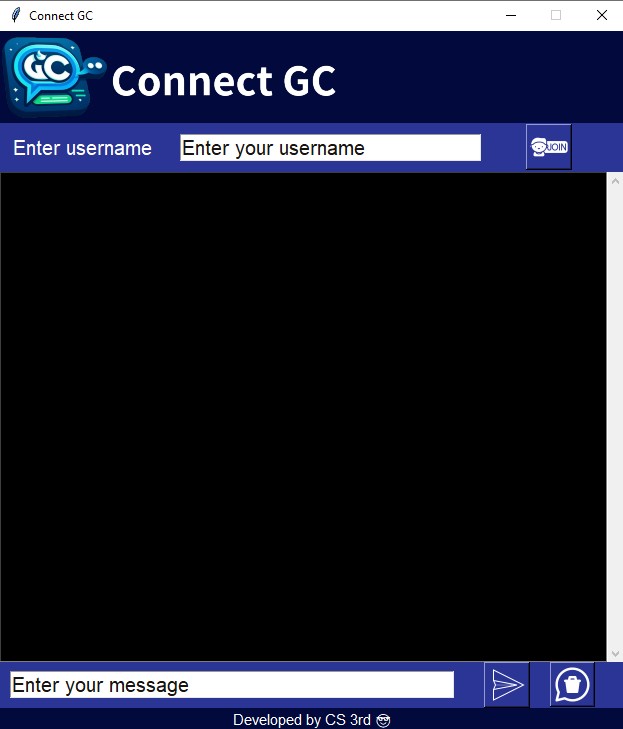 Connect GC
GC
Connect GC
Enter username
Enter your username
JOIN
Enter your message
Developed by CS 3rd 😎